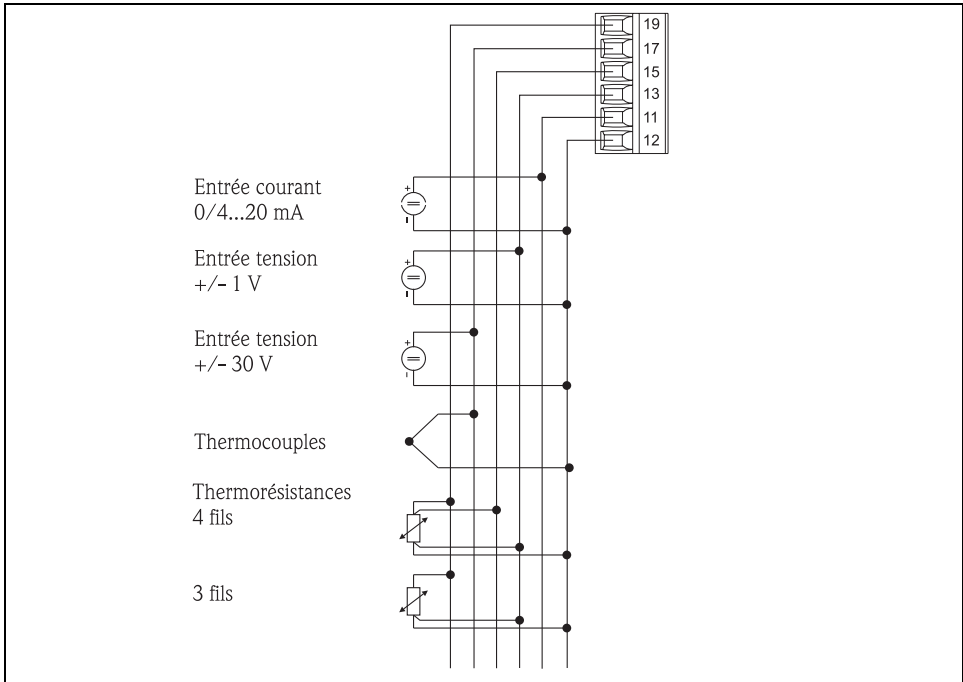 19
17
15
13
11
12
Entrée courant
0/4...20 mA
Entrée tension
+/- 1 V
Entrée tension
+/- 30 V
Thermocouples
Thermorésistances
4 fils
3 fils